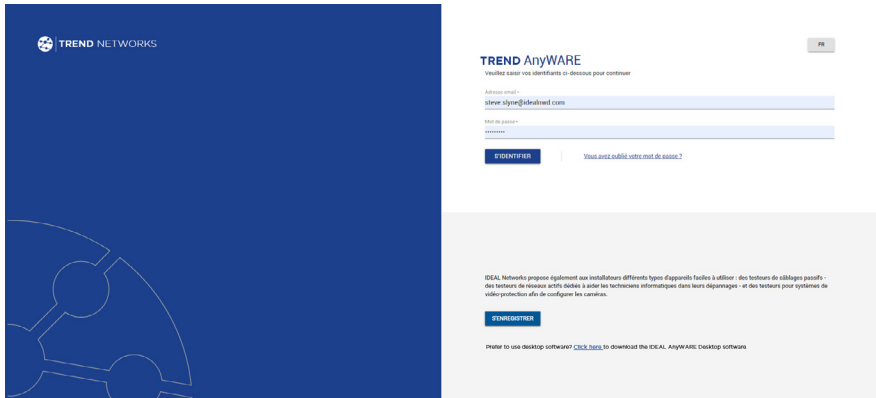 TREND NETWORKS
FR
TREND AnyWARE
Veuillez saisir vos identifiants ci-dessous pour continuer
Adresse email *
steve.slyne@idealnwd.com
Mot de passe *
•••••••••
S'IDENTIFIER
Vous avez oublié votre mot de passe ?
IDEAL Networks propose également aux installateurs différents types d'appareils faciles à utiliser : des testeurs de câblages passifs -
des testeurs de réseaux actifs dédiés à aider les techniciens informatiques dans leurs dépannages - et des testeurs pour systèmes de
vidéo-protection afin de configurer les caméras.
S'ENREGISTRER
Prefer to use desktop software? Click here to download the IDEAL AnyWARE Desktop software.